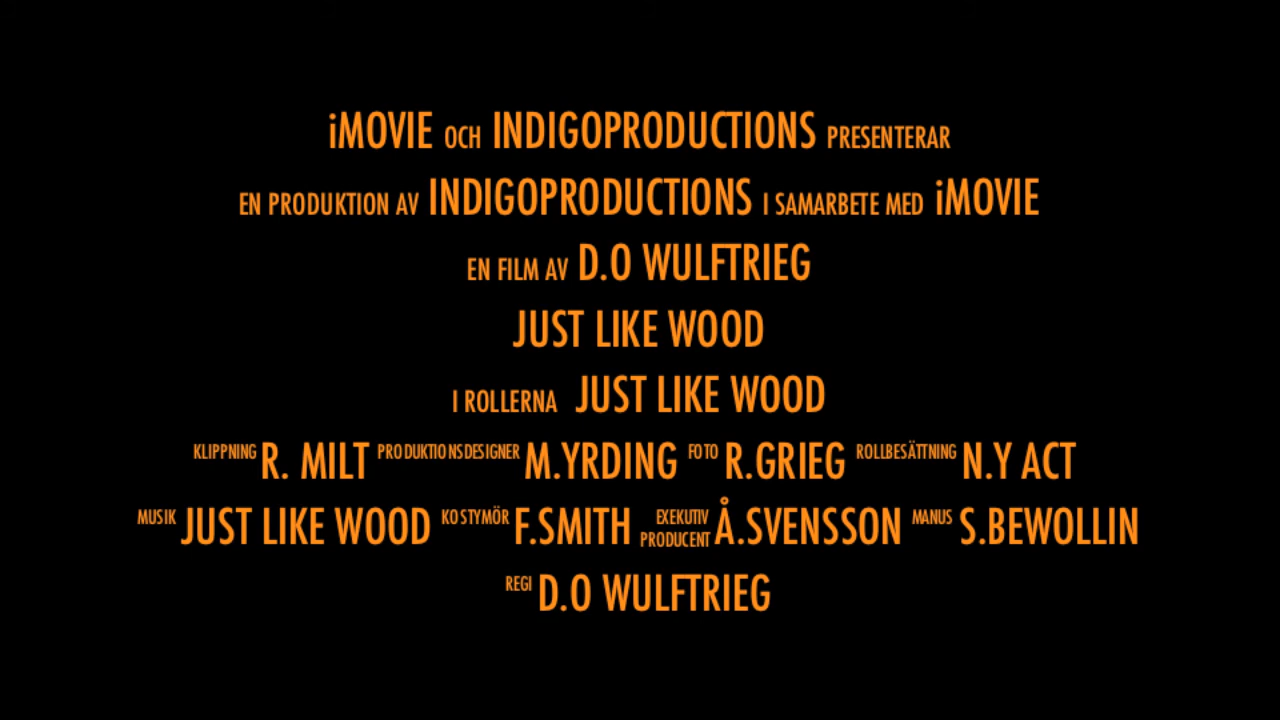 iMOVIE OCH INDIGOPRODUCTIONS PRESENTERAR
EN PRODUKTION AV INDIGOPRODUCTIONS I SAMARBETE MED iMOVIE
EN FILM AV D.O WULFTRIEG
JUST LIKE WOOD
I ROLLERNA JUST LIKE WOOD
KLIPPNING R. MILT PRODUKTIONSDESIGNER M.YRDING FOTO R.GRIEG ROLLBESÄTTNING N.Y ACT
MUSIK JUST LIKE WOOD KOSTYMÖR F.SMITH EXEKUTIV PRODUCENT Å.SVENSSON MANUS S.BEWOLLIN
REGI D.O WULFTRIEG